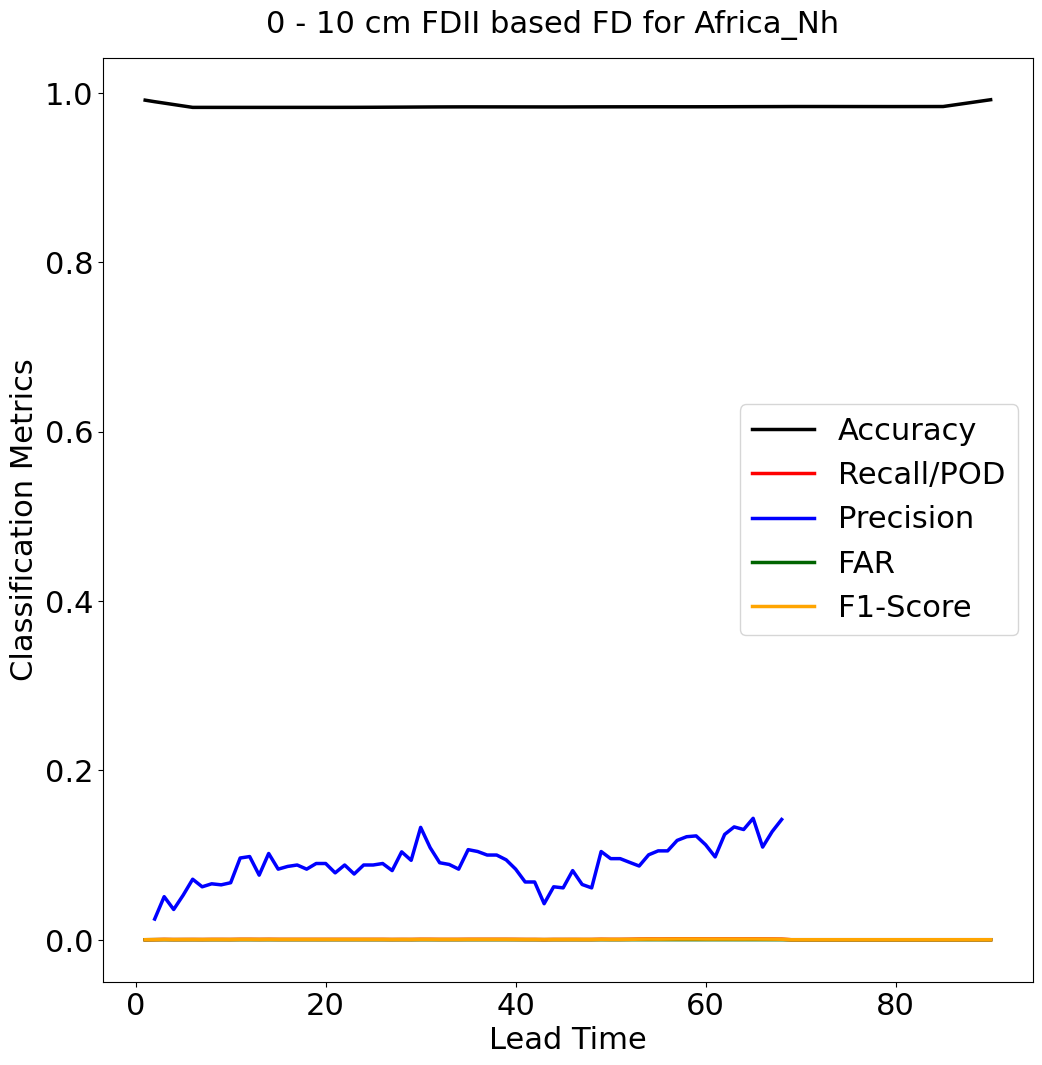 0 - 10 cm FDII based FD for Africa_Nh
1.0
0.8
0.6
0.4
0.2
0.0
Classification Metrics
Accuracy
Recall/POD
Precision
FAR
F1-Score
0 20 40 60 80
Lead Time